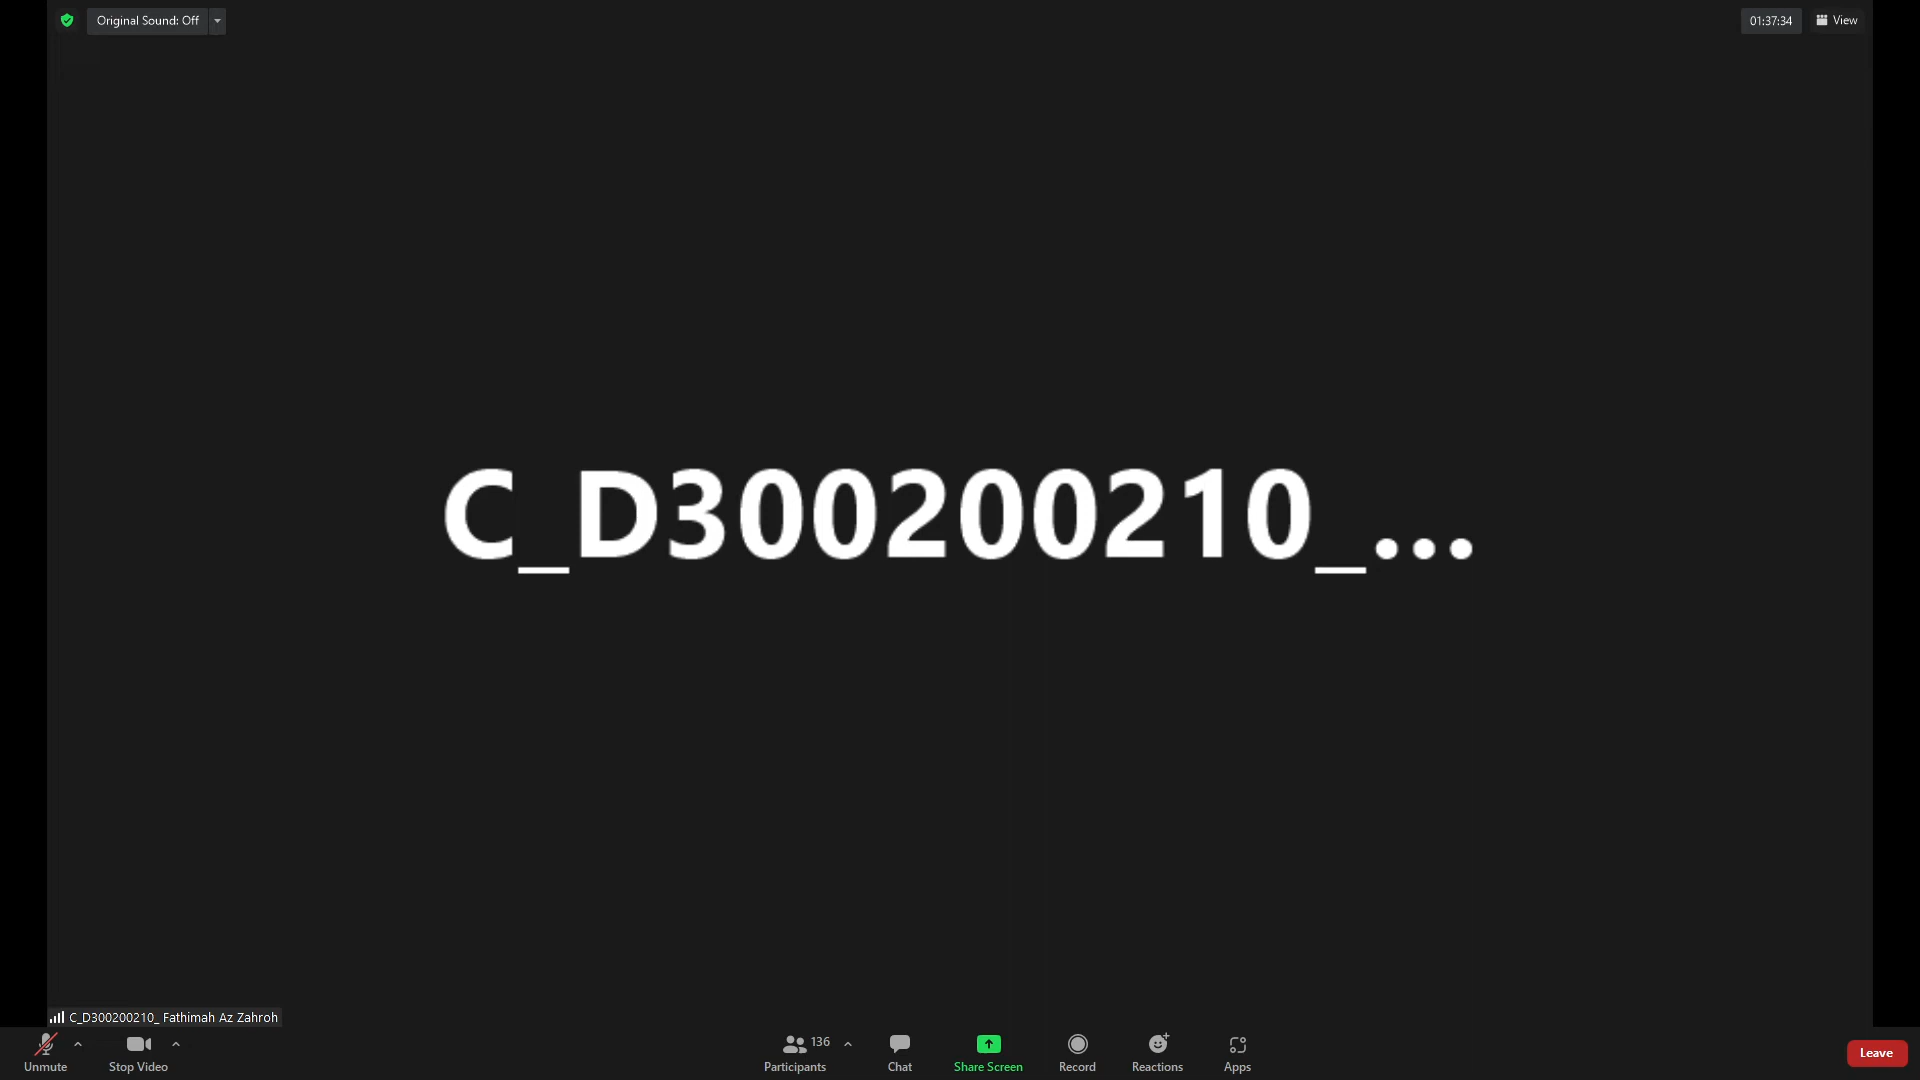 Original Sound: Off
01:37:34
View
C_D300200210_...
C_D300200210_ Fathimah Az Zahroh
Unmute
Stop Video
136
Participants
Chat
Share Screen
Record
Reactions
Apps
Leave